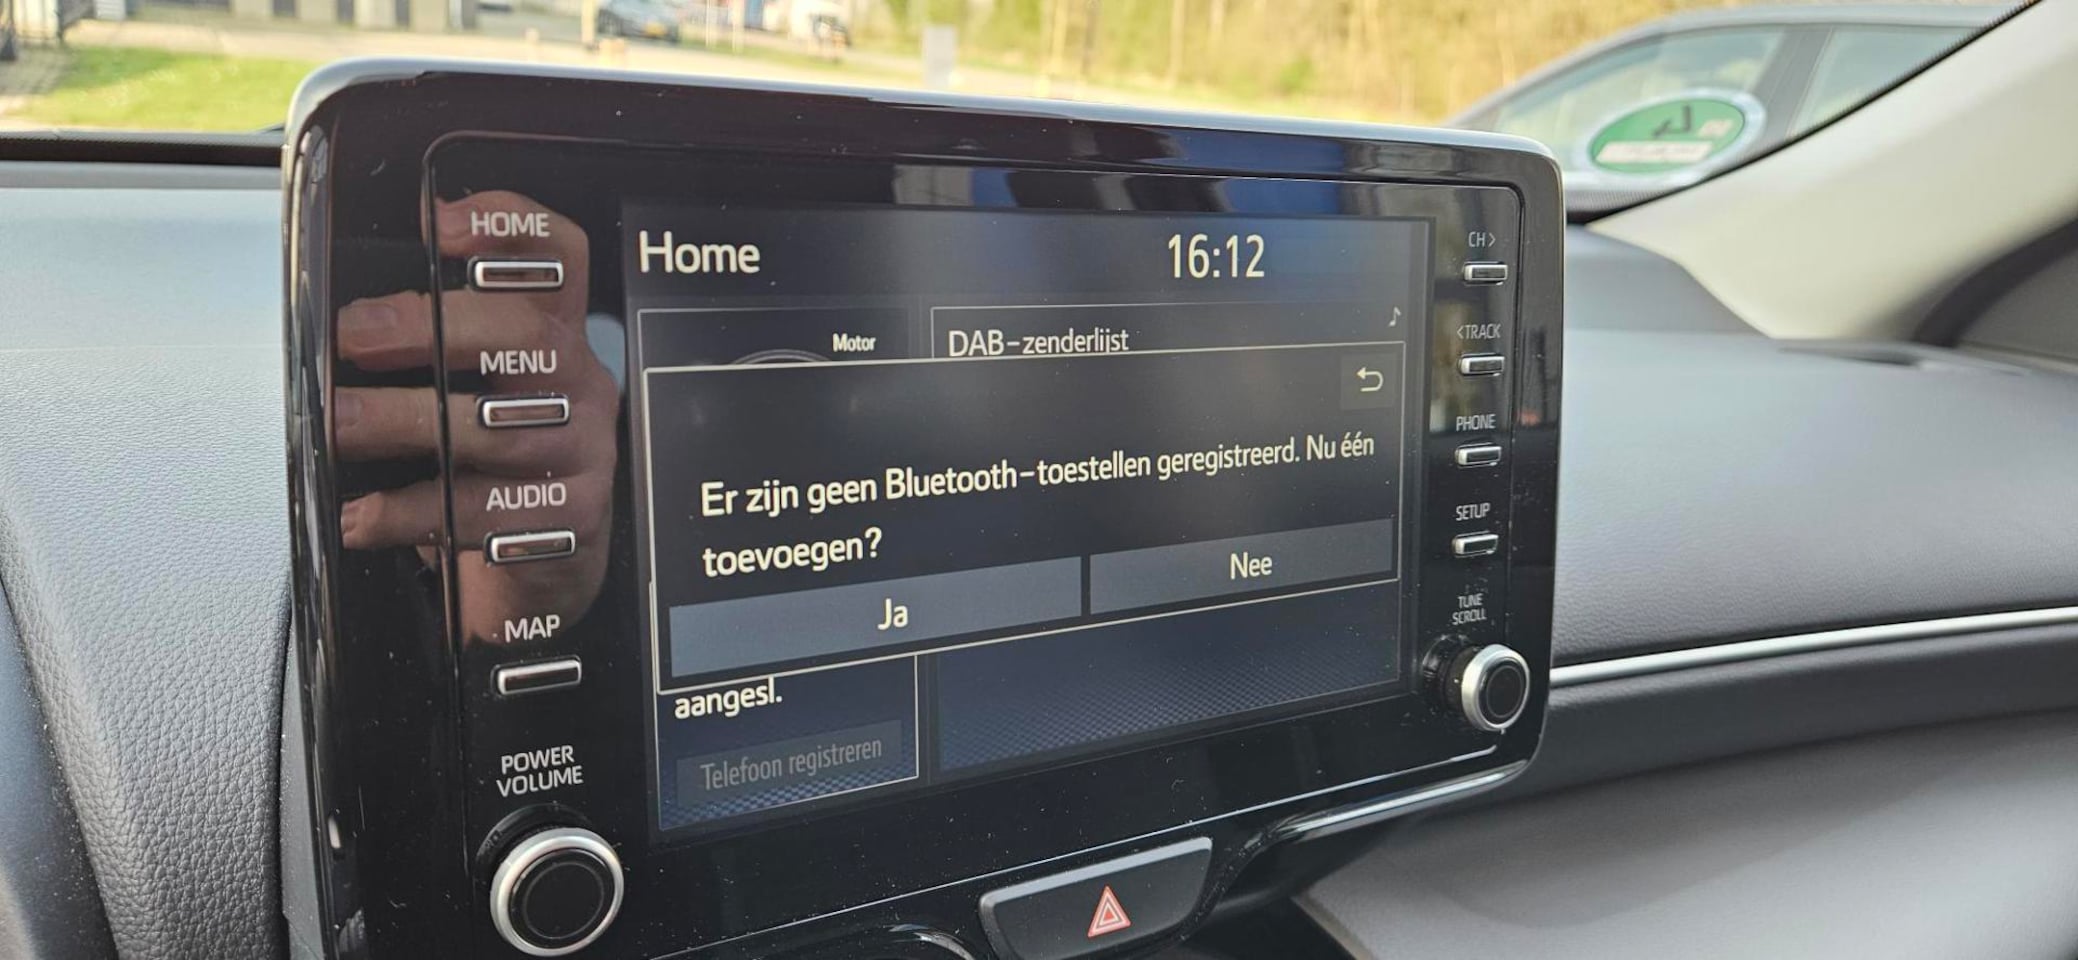 HOME
MENU
AUDIO
MAP
POWER
VOLUME
Home
16:12
Motor
DAB-zenderlijst
Er zijn geen Bluetooth-toestellen geregistreerd. Nu één
toevoegen?
Ja
Nee
aangesl.
Telefoon registreren
CH>
<TRACK
PHONE
SETUP
TUNE
SCROLL